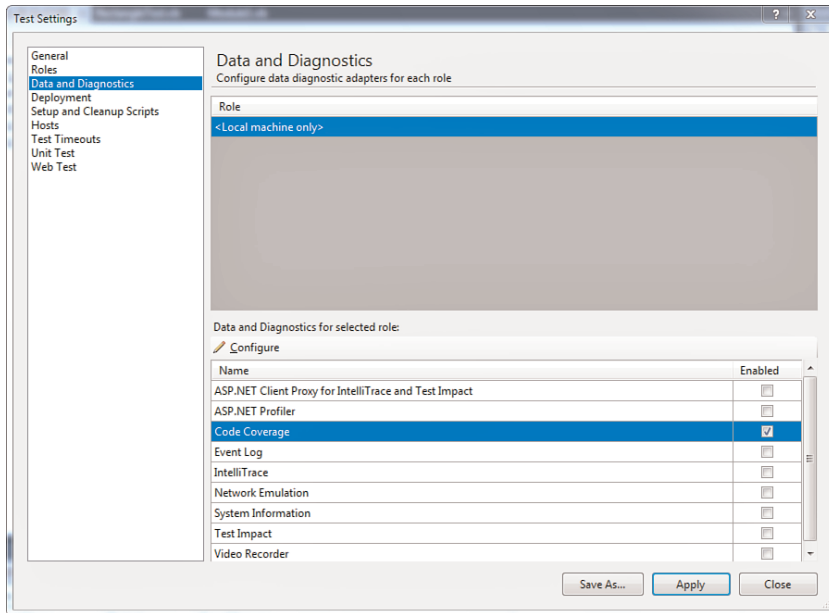 Test Settings
General
Roles
Data and Diagnostics
Deployment
Setup and Cleanup Scripts
Hosts
Test Timeouts
Unit Test
Web Test
Data and Diagnostics
Configure data diagnostic adapters for each role
Role
<Local machine only>
Data and Diagnostics for selected role:
Configure
Name Enabled
ASP.NET Client Proxy for IntelliTrace and Test Impact
ASP.NET Profiler
Code Coverage
Event Log
IntelliTrace
Network Emulation
System Information
Test Impact
Video Recorder
Save As... Apply Close